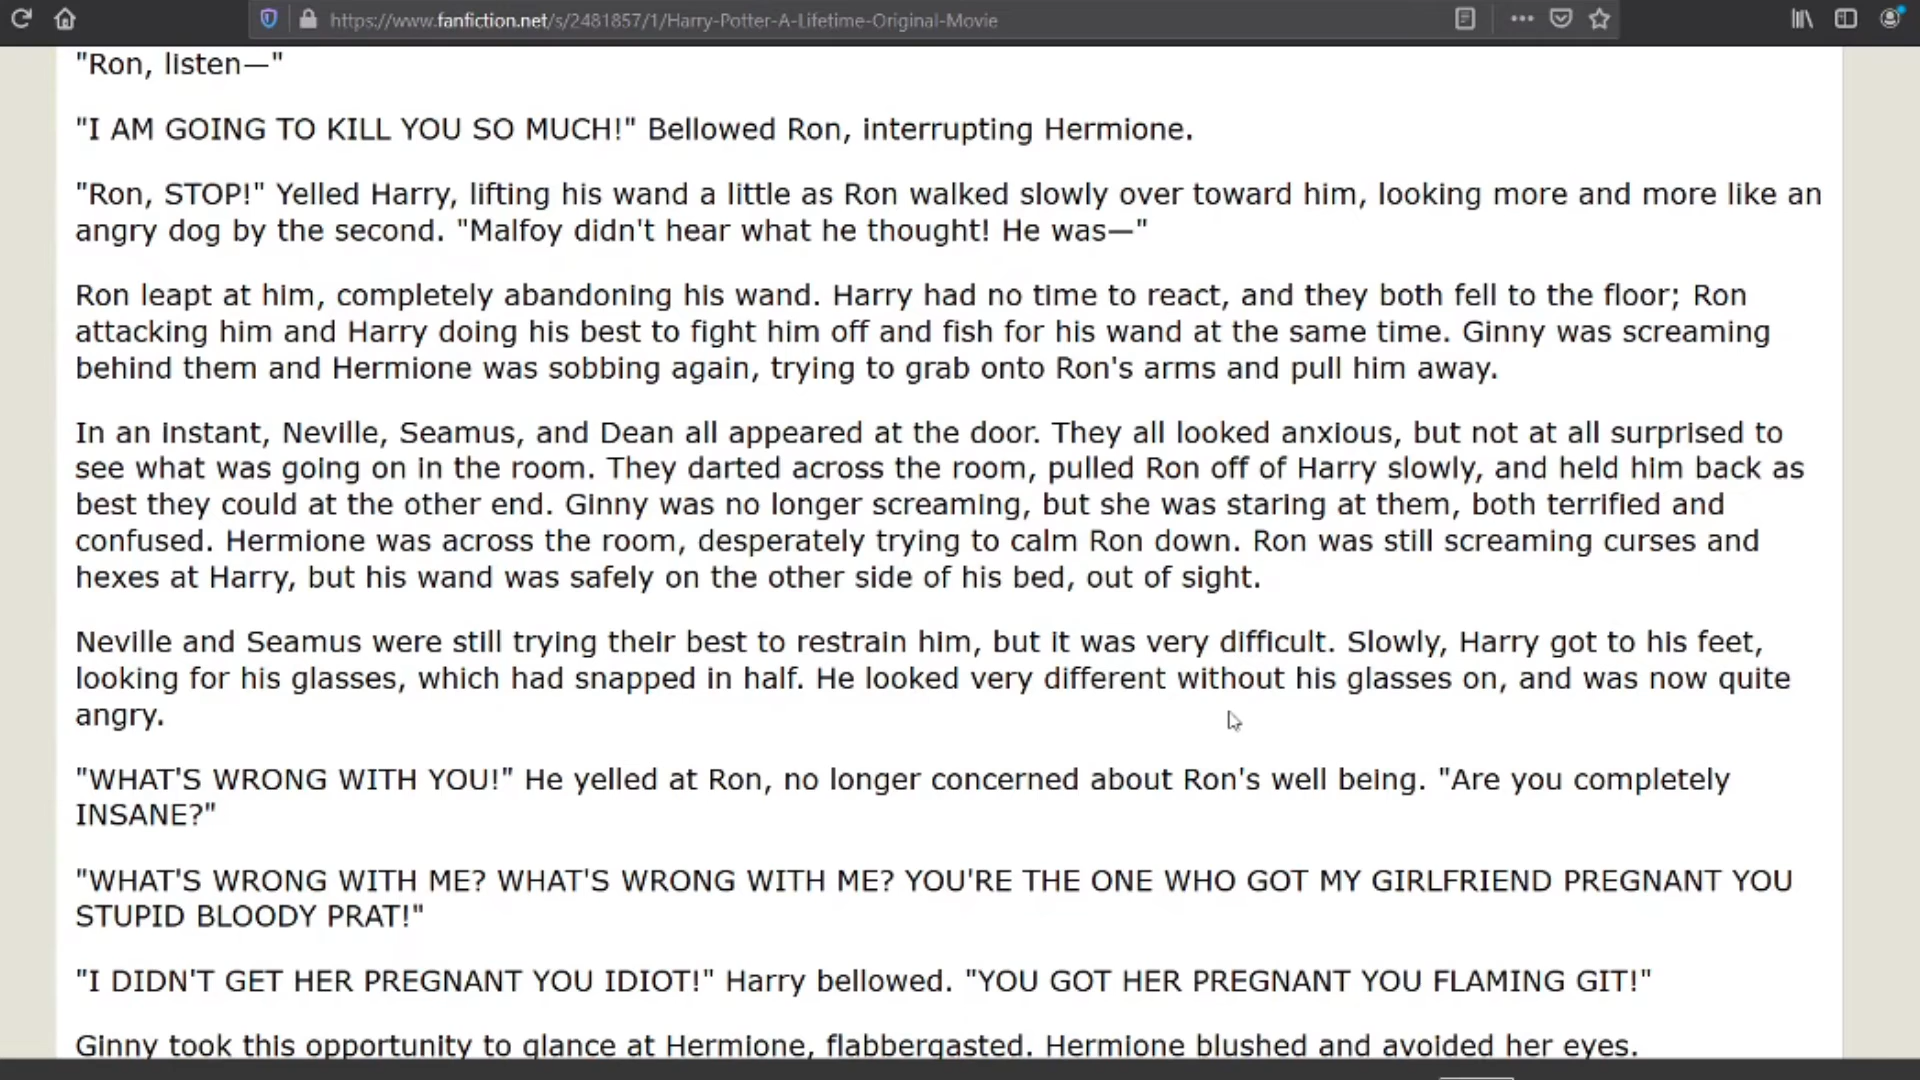 https://www.fanfiction.net/s/2481857/1/Harry-Potter-A-Lifetime-Original-Movie
"Ron, listen—"
"I AM GOING TO KILL YOU SO MUCH!" Bellowed Ron, interrupting Hermione.
"Ron, STOP!" Yelled Harry, lifting his wand a little as Ron walked slowly over toward him, looking more and more like an
angry dog by the second. "Malfoy didn't hear what he thought! He was—"
Ron leapt at him, completely abandoning his wand. Harry had no time to react, and they both fell to the floor; Ron
attacking him and Harry doing his best to fight him off and fish for his wand at the same time. Ginny was screaming
behind them and Hermione was sobbing again, trying to grab onto Ron's arms and pull him away.
In an instant, Neville, Seamus, and Dean all appeared at the door. They all looked anxious, but not at all surprised to
see what was going on in the room. They darted across the room, pulled Ron off of Harry slowly, and held him back as
best they could at the other end. Ginny was no longer screaming, but she was staring at them, both terrified and
confused. Hermione was across the room, desperately trying to calm Ron down. Ron was still screaming curses and
hexes at Harry, but his wand was safely on the other side of his bed, out of sight.
Neville and Seamus were still trying their best to restrain him, but it was very difficult. Slowly, Harry got to his feet,
looking for his glasses, which had snapped in half. He looked very different without his glasses on, and was now quite
angry.
"WHAT'S WRONG WITH YOU!" He yelled at Ron, no longer concerned about Ron's well being. "Are you completely
INSANE?"
"WHAT'S WRONG WITH ME? WHAT'S WRONG WITH ME? YOU'RE THE ONE WHO GOT MY GIRLFRIEND PREGNANT YOU
STUPID BLOODY PRAT!"
"I DIDN'T GET HER PREGNANT YOU IDIOT!" Harry bellowed. "YOU GOT HER PREGNANT YOU FLAMING GIT!"
Ginny took this opportunity to glance at Hermione, flabbergasted. Hermione blushed and avoided her eyes.